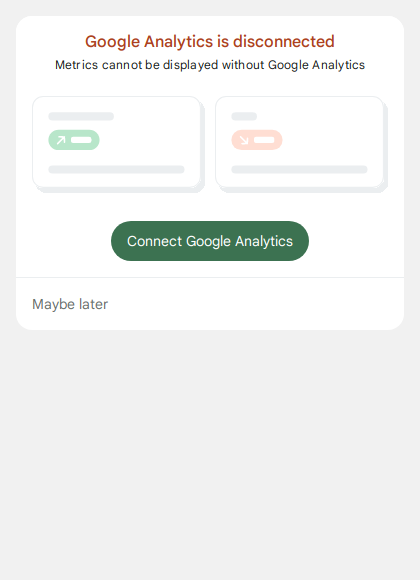 Google Analytics is disconnected
Metrics cannot be displayed without Google Analytics
Connect Google Analytics
Maybe later